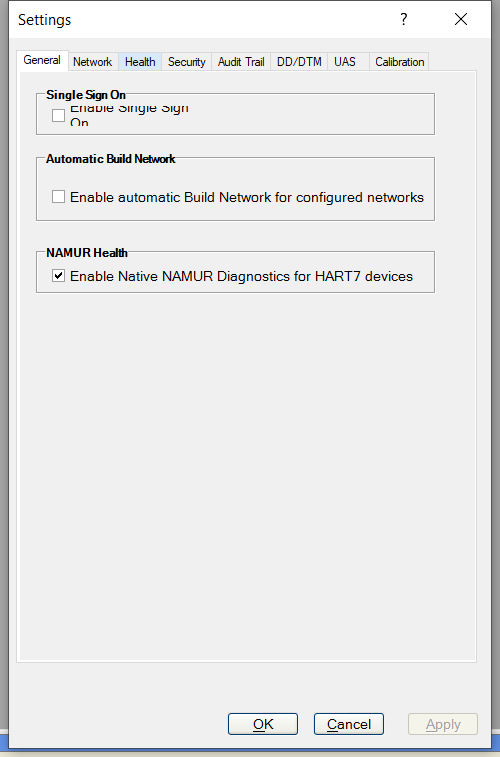 Settings
?
General Network Health Security Audit Trail DD/DTM UAS Calibration
Single Sign On
Enable Single Sign
On
Automatic Build Network
Enable automatic Build Network for configured networks
NAMUR Health
Enable Native NAMUR Diagnostics for HART7 devices
OK Cancel Apply